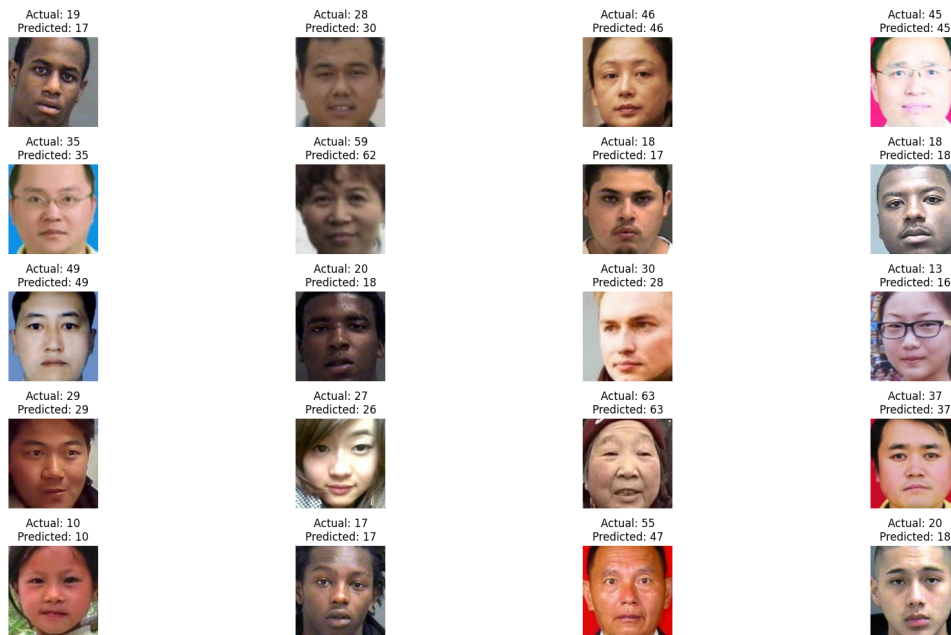 Actual: 19
Predicted: 17
Actual: 28
Predicted: 30
Actual: 46
Predicted: 46
Actual: 45
Predicted: 45
Actual: 35
Predicted: 35
Actual: 59
Predicted: 62
Actual: 18
Predicted: 17
Actual: 18
Predicted: 18
Actual: 49
Predicted: 49
Actual: 20
Predicted: 18
Actual: 30
Predicted: 28
Actual: 13
Predicted: 16
Actual: 29
Predicted: 29
Actual: 27
Predicted: 26
Actual: 63
Predicted: 63
Actual: 37
Predicted: 37
Actual: 10
Predicted: 10
Actual: 17
Predicted: 17
Actual: 55
Predicted: 47
Actual: 20
Predicted: 18